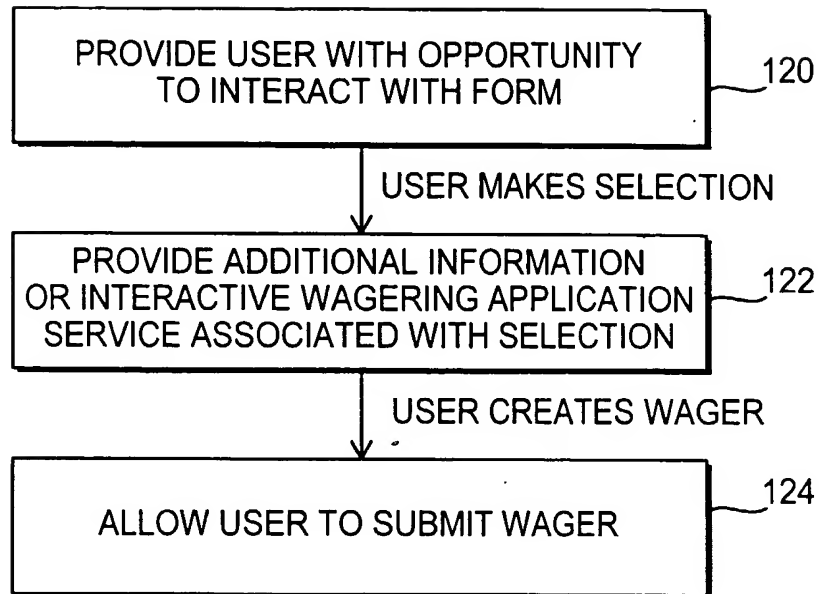 PROVIDE USER WITH OPPORTUNITY
TO INTERACT WITH FORM
120
USER MAKES SELECTION
PROVIDE ADDITIONAL INFORMATION
OR INTERACTIVE WAGERING APPLICATION
SERVICE ASSOCIATED WITH SELECTION
122
USER CREATES WAGER
ALLOW USER TO SUBMIT WAGER
124